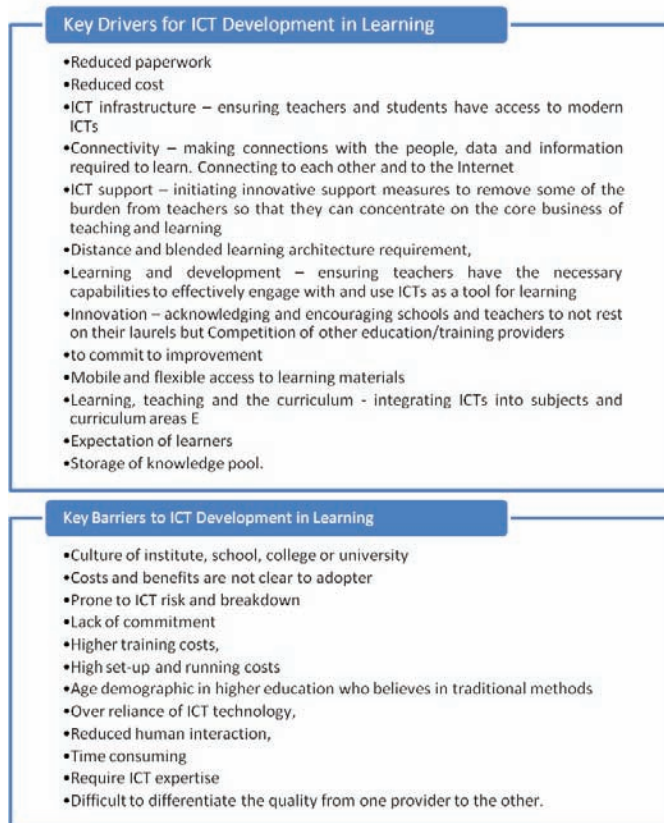 Key Drivers for ICT Development in Learning
•Reduced paperwork
•Reduced cost
•ICT infrastructure – ensuring teachers and students have access to modern
ICTs
•Connectivity – making connections with the people, data and information
required to learn. Connecting to each other and to the Internet
•ICT support – initiating innovative support measures to remove some of the
burden from teachers so that they can concentrate on the core business of
teaching and learning
•Distance and blended learning architecture requirement,
•Learning and development – ensuring teachers have the necessary
capabilities to effectively engage with and use ICTs as a tool for learning
•Innovation – acknowledging and encouraging schools and teachers to not rest
on their laurels but Competition of other education/training providers
•to commit to improvement
•Mobile and flexible access to learning materials
•Learning, teaching and the curriculum - integrating ICTs into subjects and
curriculum areas E
•Expectation of learners
•Storage of knowledge pool.
Key Barriers to ICT Development in Learning
•Culture of institute, school, college or university
•Costs and benefits are not clear to adopter
•Prone to ICT risk and breakdown
•Lack of commitment
•Higher training costs,
•High set-up and running costs
•Age demographic in higher education who believes in traditional methods
•Over reliance of ICT technology,
•Reduced human interaction,
•Time consuming
•Require ICT expertise
•Difficult to differentiate the quality from one provider to the other.